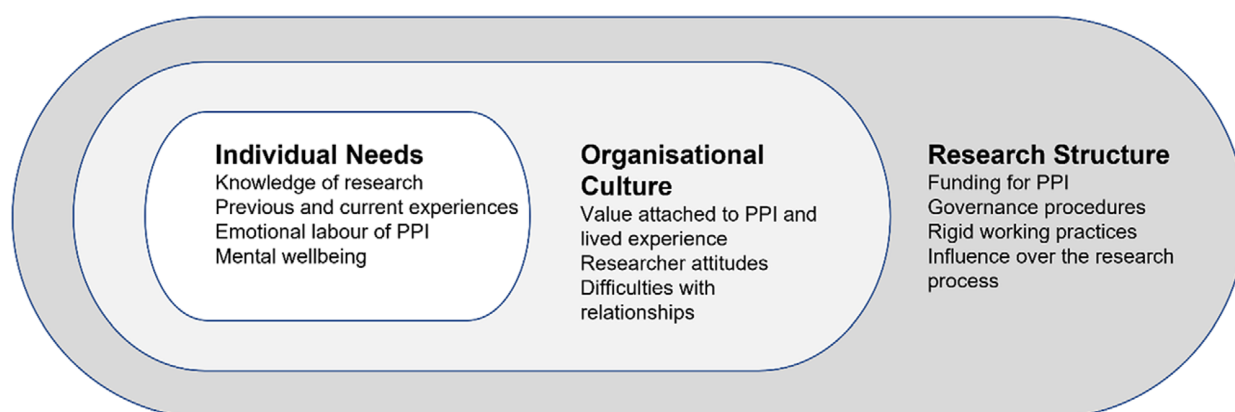 Individual Needs
Knowledge of research
Previous and current experiences
Emotional labour of PPI
Mental wellbeing
Organisational
Culture
Value attached to PPI and
lived experience
Researcher attitudes
Difficulties with
relationships
Research Structure
Funding for PPI
Governance procedures
Rigid working practices
Influence over the research
process